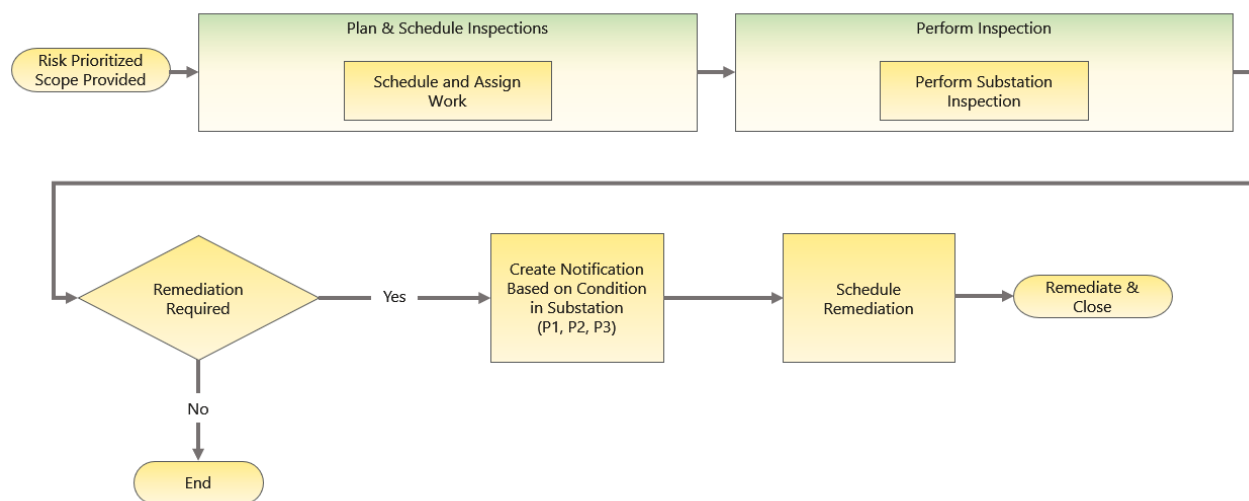 Risk Prioritized
Scope Provided
Plan & Schedule Inspections
Schedule and Assign
Work
Perform Inspection
Perform Substation
Inspection
Remediation
Required
Yes
Create Notification
Based on Condition
in Substation
(P1, P2, P3)
Schedule
Remediation
Remediate &
Close
No
End